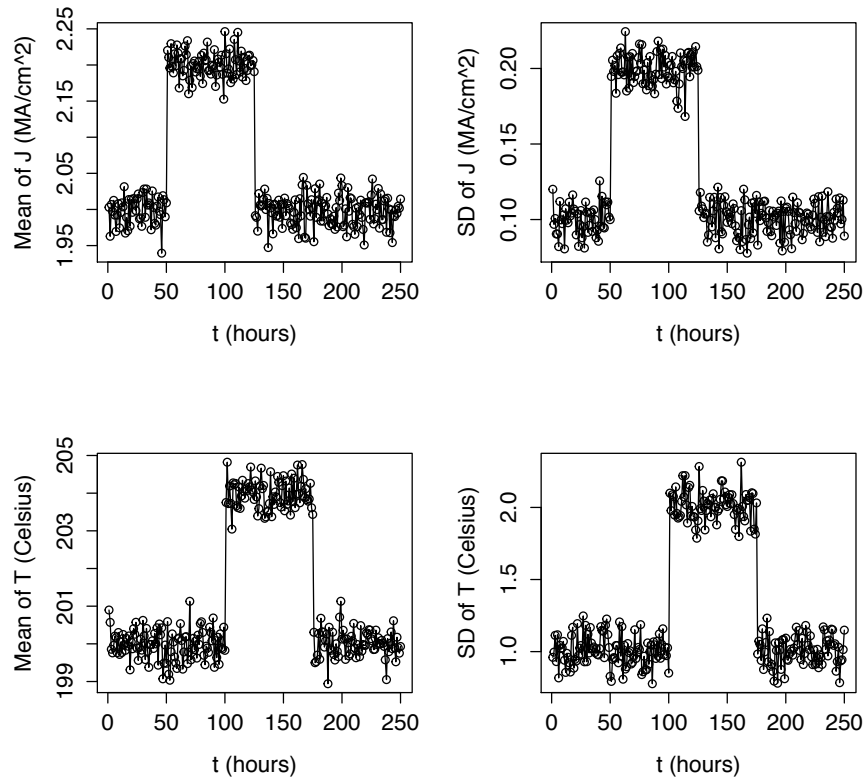 Mean of J (MA/cm^2)
1.95 2.05 2.15 2.25
0 50 100 150 200 250
t (hours)
SD of J (MA/cm^2)
0.10 0.15 0.20
0 50 100 150 200 250
t (hours)
Mean of T (Celsius)
199 201 203 205
0 50 100 150 200 250
t (hours)
SD of T (Celsius)
1.0 1.5 2.0
0 50 100 150 200 250
t (hours)